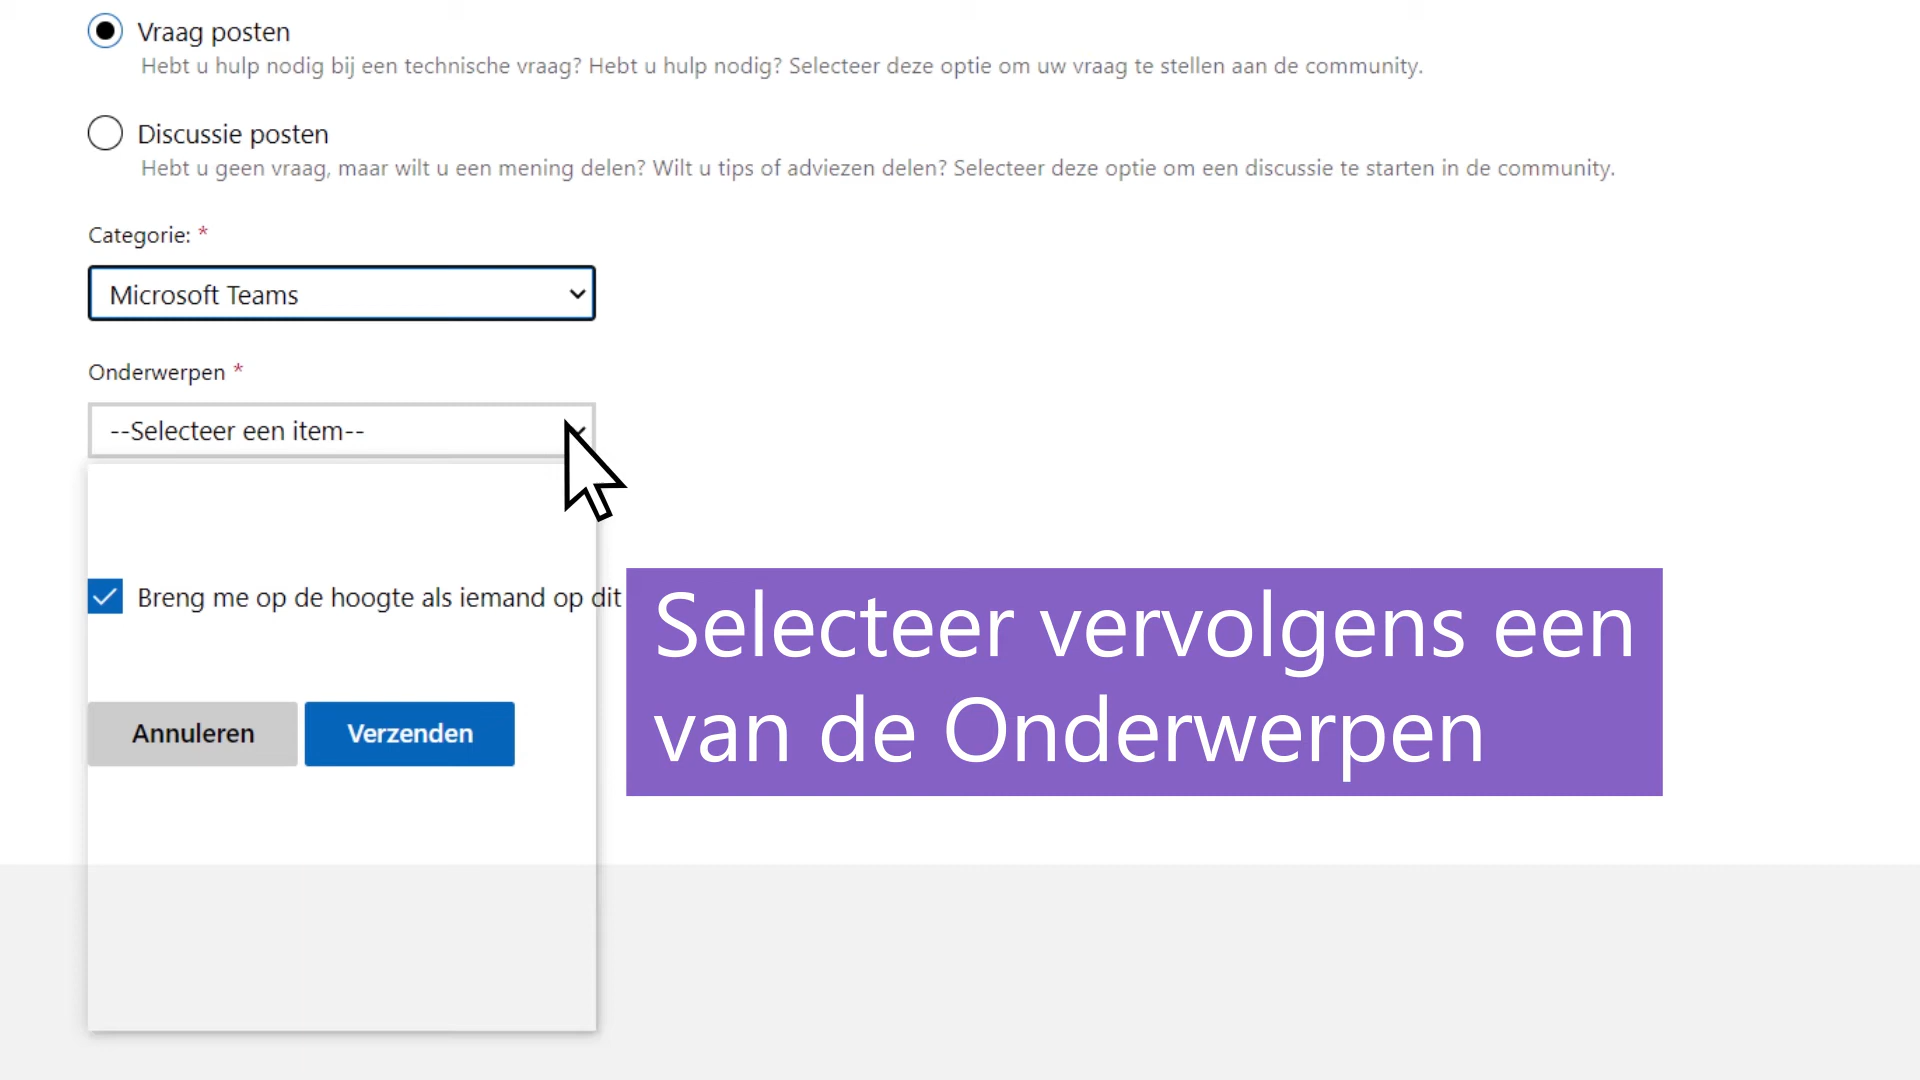 Vraag posten
Hebt u hulp nodig bij een technische vraag? Hebt u hulp nodig? Selecteer deze optie om uw vraag te stellen aan de community.
Discussie posten
Hebt u geen vraag, maar wilt u een mening delen? Wilt u tips of adviezen delen? Selecteer deze optie om een discussie te starten in de community.
Categorie: *
Microsoft Teams
Onderwerpen *
--Selecteer een item--
Breng me op de hoogte als iemand op dit
Selecteer vervolgens een
van de Onderwerpen
Annuleren
Verzenden